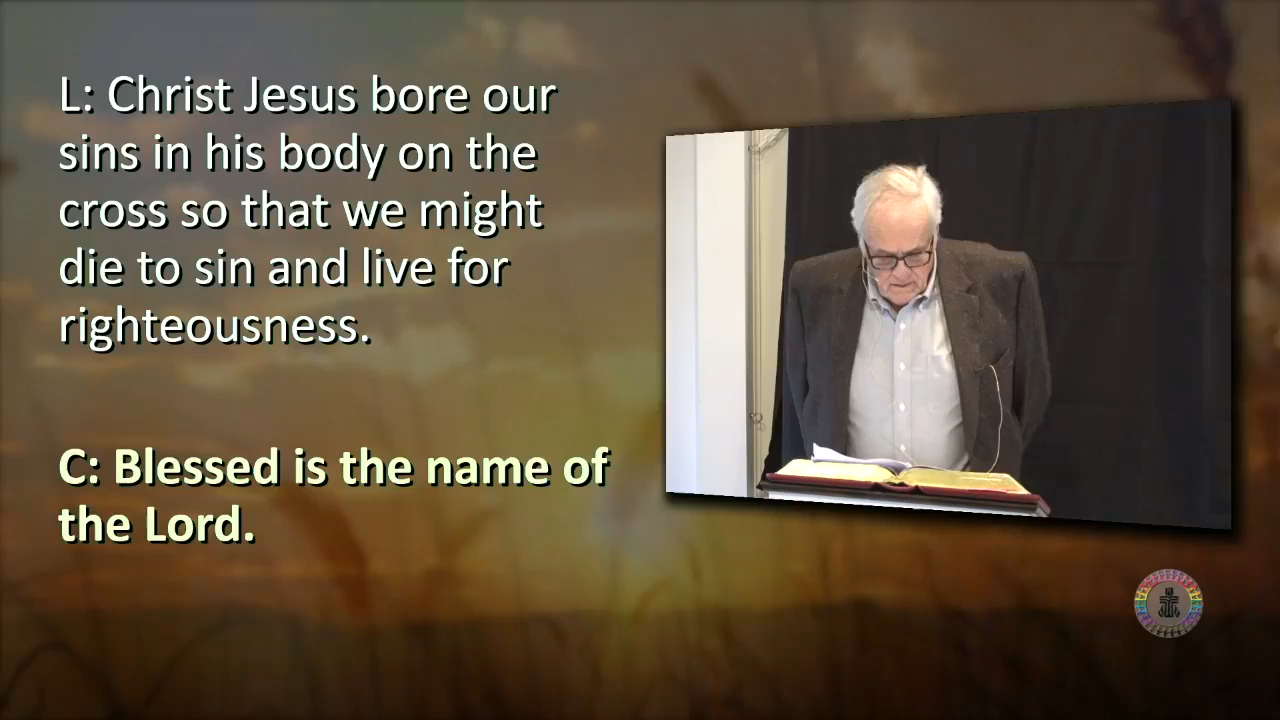 L: Christ Jesus bore our
sins in his body on the
cross so that we might
die to sin and live for
righteousness.
C: Blessed is the name of
the Lord.